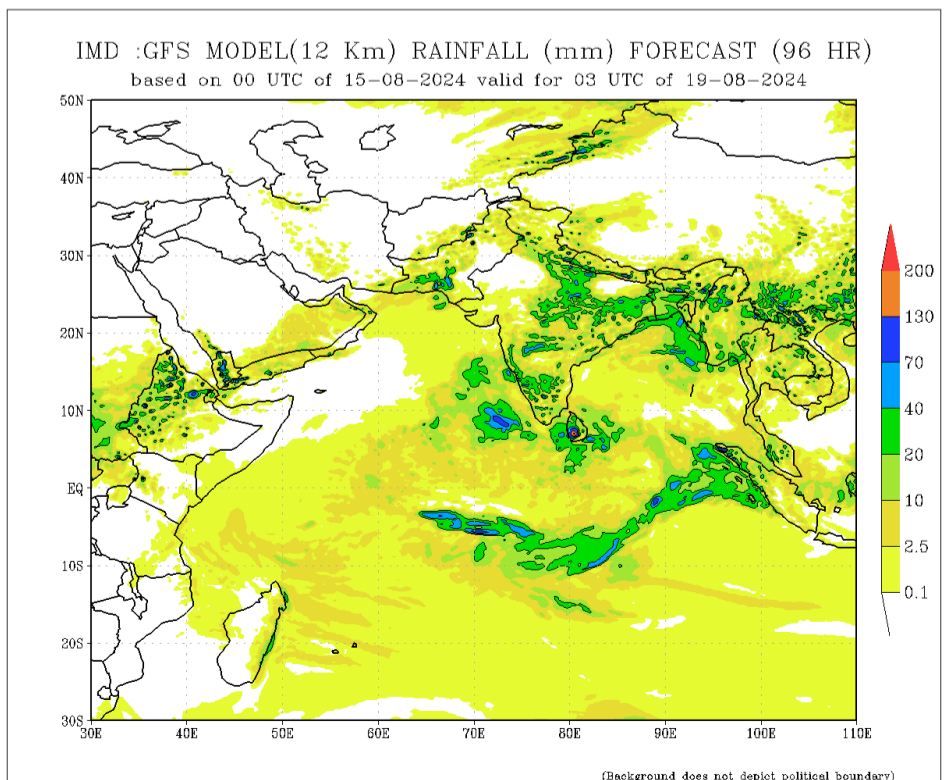 IMD :GFS MODEL(12 Km) RAINFALL (mm) FORECAST (96 HR)
based on 00 UTC of 15-08-2024 valid for 03 UTC of 19-08-2024
50N
40N
30N
20N
10N
EQ
10S
20S
30S
30E 40E 50E 60E 70E 80E 90E 100E 110E
200
130
70
40
20
10
2.5
0.1
(Background does not depict political boundary)